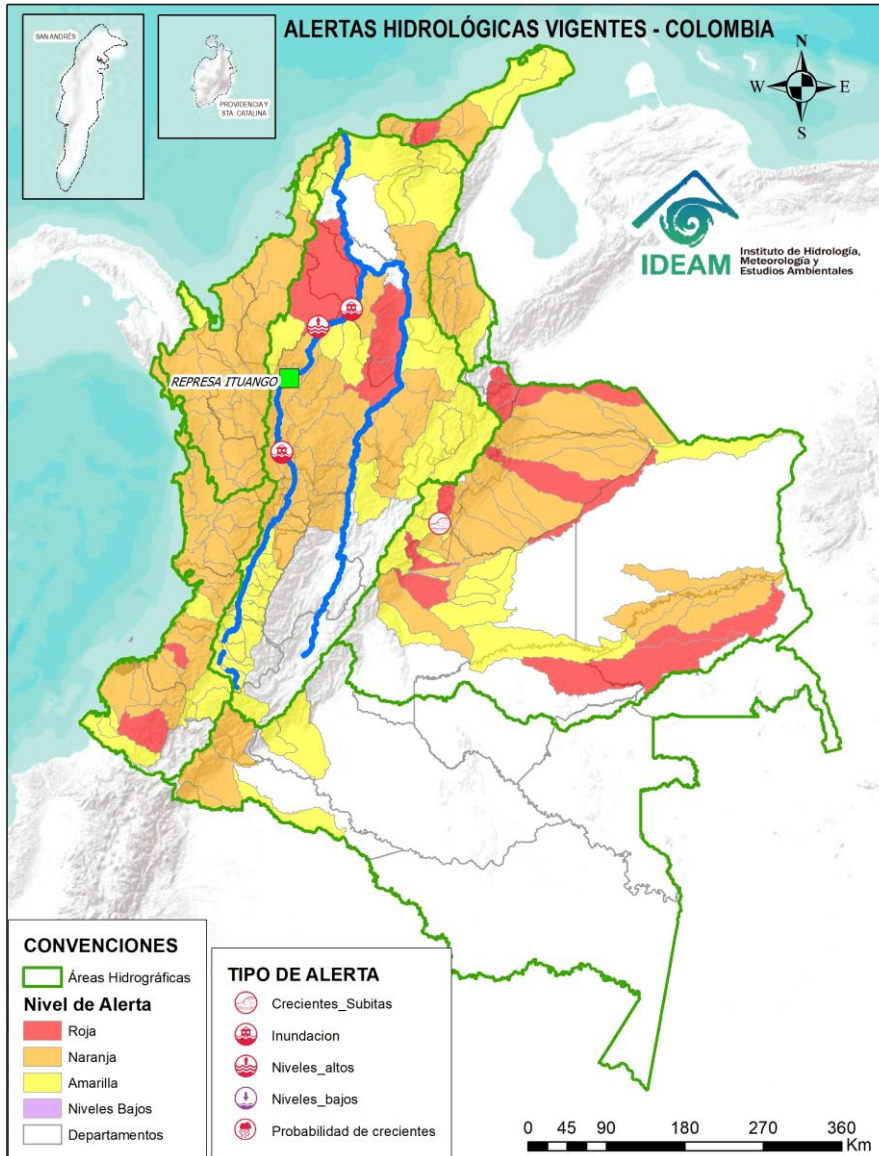 ALERTAS HIDROLÓGICAS VIGENTES - COLOMBIA
SAN ANDRÉS
PROVIDENCIA Y
STA. CATALINA
N
W
E
S
IDEAM
Instituto de Hidrología,
Meteorología y
Estudios Ambientales
REPRESA ITUANGO
CONVENCIONES
Áreas Hidrográficas
Nivel de Alerta
Roja
Naranja
Amarilla
Niveles Bajos
Departamentos
TIPO DE ALERTA
Crecientes_Subitas
Inundacion
Niveles_altos
Niveles_bajos
Probabilidad de crecientes
0 45 90 180 270 360
Km